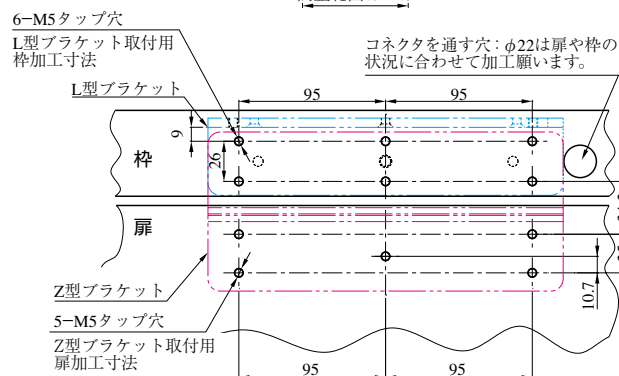 6−M5タップ穴
L型ブラケット取付用
枠加工寸法
L型ブラケット
コネクタを通す穴：φ22は扉や枠の
状況に合わせて加工願います。
95
95
9
26
枠
扉
10.7
Z型ブラケット
5−M5タップ穴
Z型ブラケット取付用
扉加工寸法
95
95